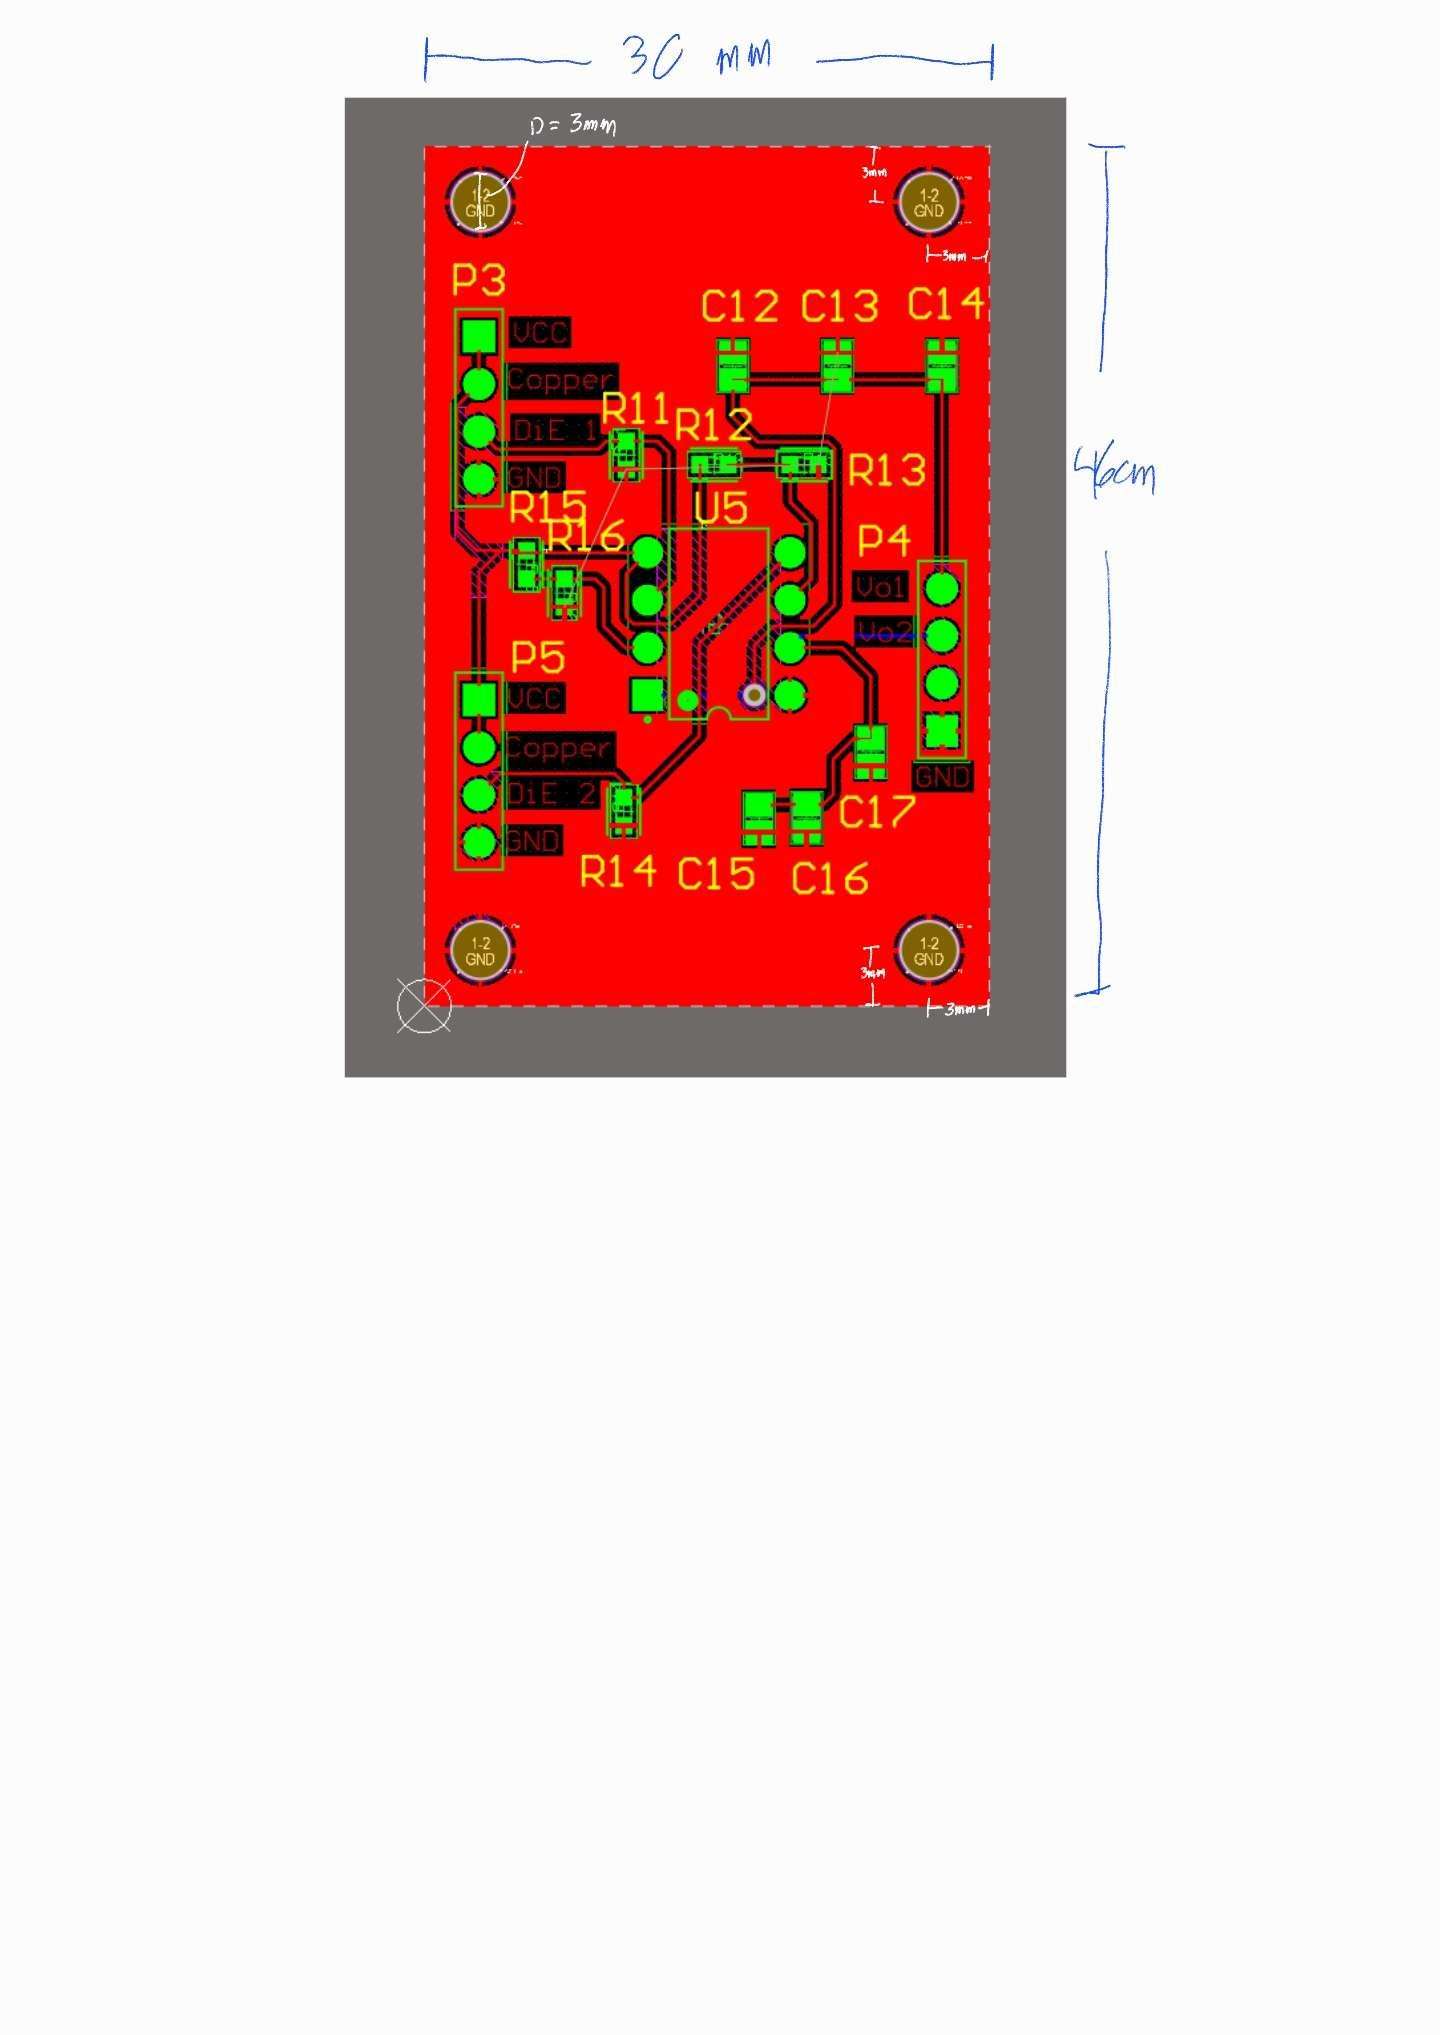 30 mm
D = 3mm
3mm
1-2
GND
1-2
GND
3mm
P3
C12 C13 C14
VCC
Copper
DiE 1
GND
R11
R12
R13
46cm
R15
R16
U5
P4
Vo1
Vo2
P5
VCC
Copper
DiE 2
GND
GND
C17
R14 C15 C16
1-2
GND
1-2
GND
3mm
3mm